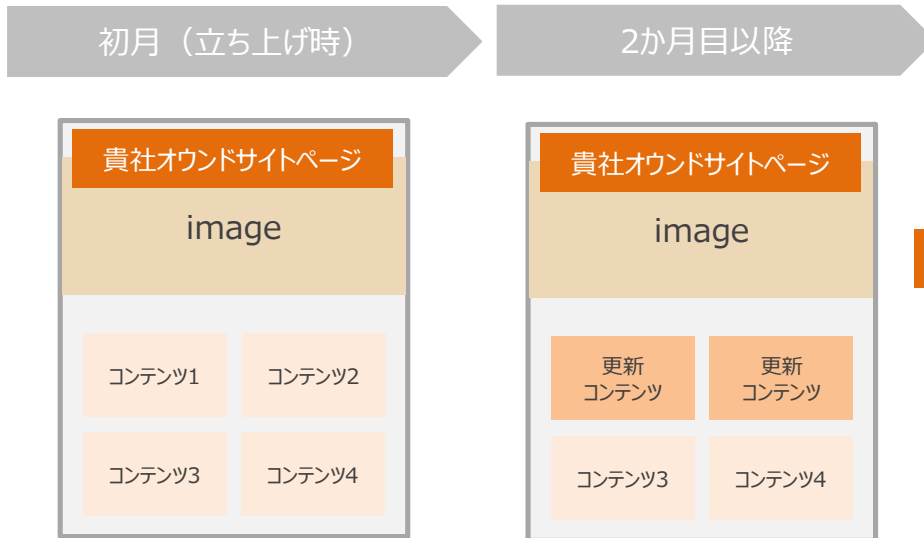 初月（立ち上げ時）
2か月目以降
貴社オウンドサイトページ
image
コンテンツ1
コンテンツ2
コンテンツ3
コンテンツ4
貴社オウンドサイトページ
image
更新
コンテンツ
更新
コンテンツ
コンテンツ3
コンテンツ4